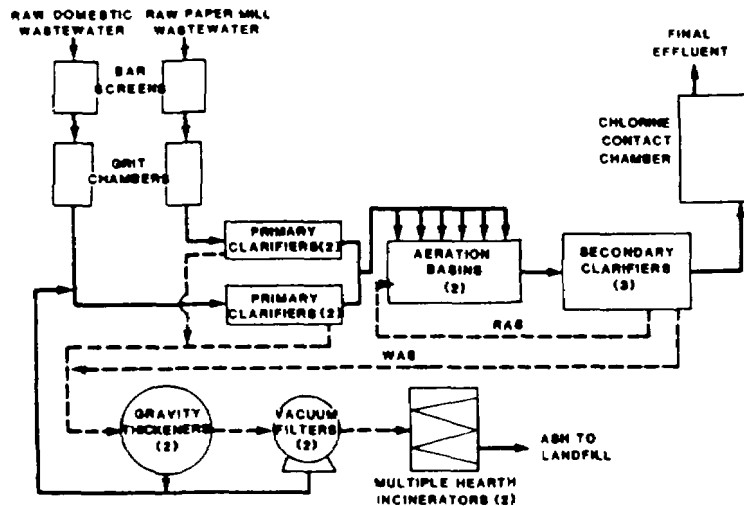 RAW DOMESTIC
WASTEWATER
RAW PAPER MILL
WASTEWATER
BAR
SCREENS
GRIT
CHAMBERS
PRIMARY
CLARIFIERS (2)
PRIMARY
CLARIFIERS (2)
AERATION
BASINS
(2)
SECONDARY
CLARIFIERS
(3)
FINAL
EFFLUENT
CHLORINE
CONTACT
CHAMBER
RAS
WAS
GRAVITY
THICKENERS
(2)
VACUUM
FILTERS
(2)
MULTIPLE HEARTH
INCINERATORS (2)
ASH TO
LANDFILL